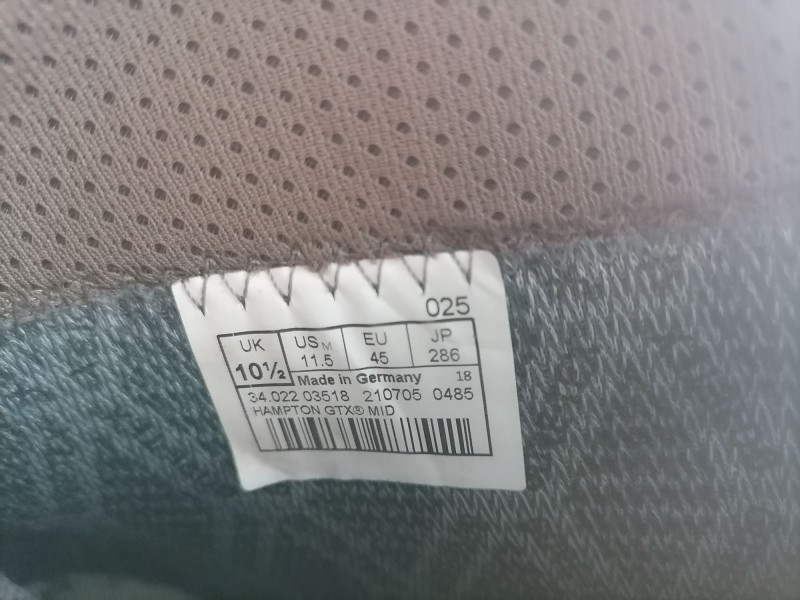 025
UK US M EU JP
10½ 11.5 45 286
Made in Germany 18
34.022 03518 210705 0485
HAMPTON GTX® MID